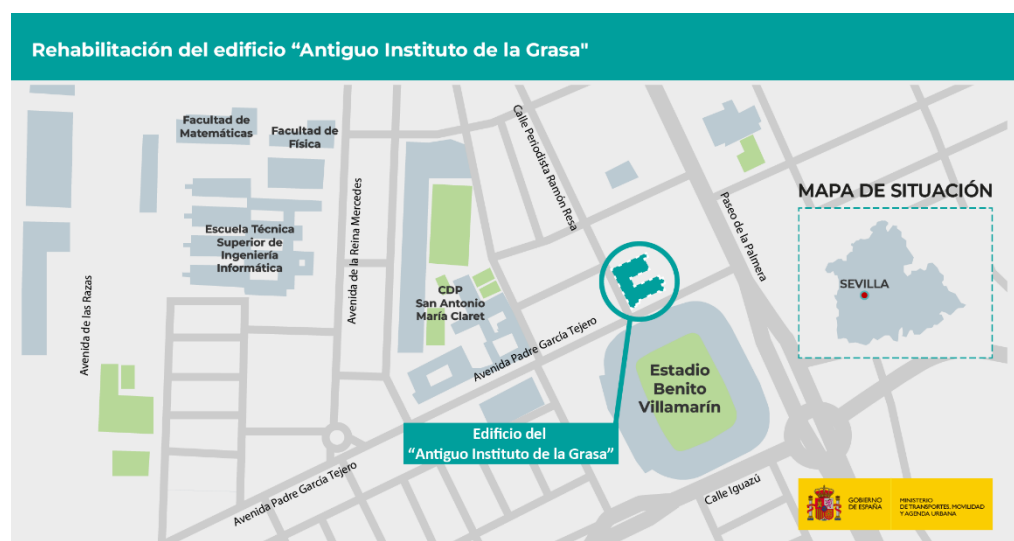 Rehabilitación del edificio “Antiguo Instituto de la Grasa"
Facultad de
Matemáticas
Facultad de
Física
Calle Periodista Ramón Resa
Escuela Técnica
Superior de
Ingeniería
Informática
Avenida de la Reina Mercedes
Avenida de las Razas
CDP
San Antonio
María Claret
Paseo de la Palmera
MAPA DE SITUACIÓN
SEVILLA
Avenida Padre García Tejero
Estadio
Benito
Villamarín
Edificio del
“Antiguo Instituto de la Grasa”
Avenida Padre García Tejero
Calle Iguazú
GOBIERNO
DE ESPAÑA
MINISTERIO
DE TRANSPORTES, MOVILIDAD
Y AGENDA URBANA